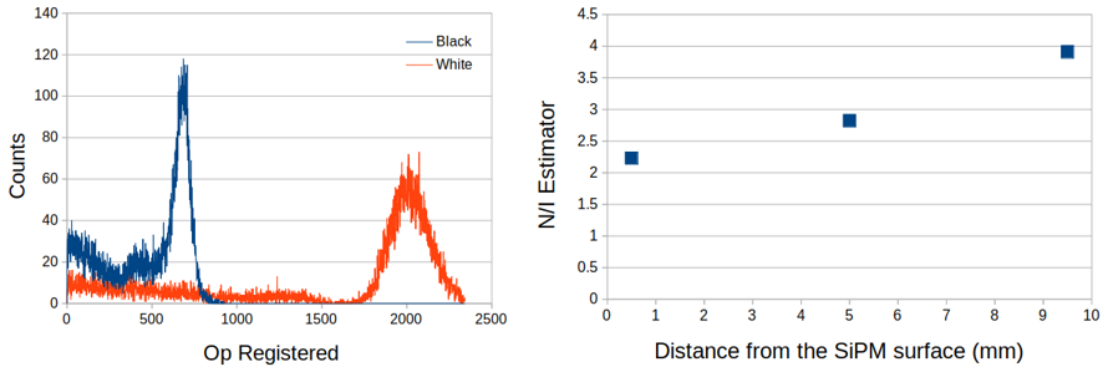 140
120
100
80
60
40
20
0
Counts
Black
White
0 500 1000 1500 2000 2500
Op Registered
4.5
4
3.5
3
2.5
2
1.5
1
0.5
0
N/I Estimator
0 1 2 3 4 5 6 7 8 9 10
Distance from the SiPM surface (mm)